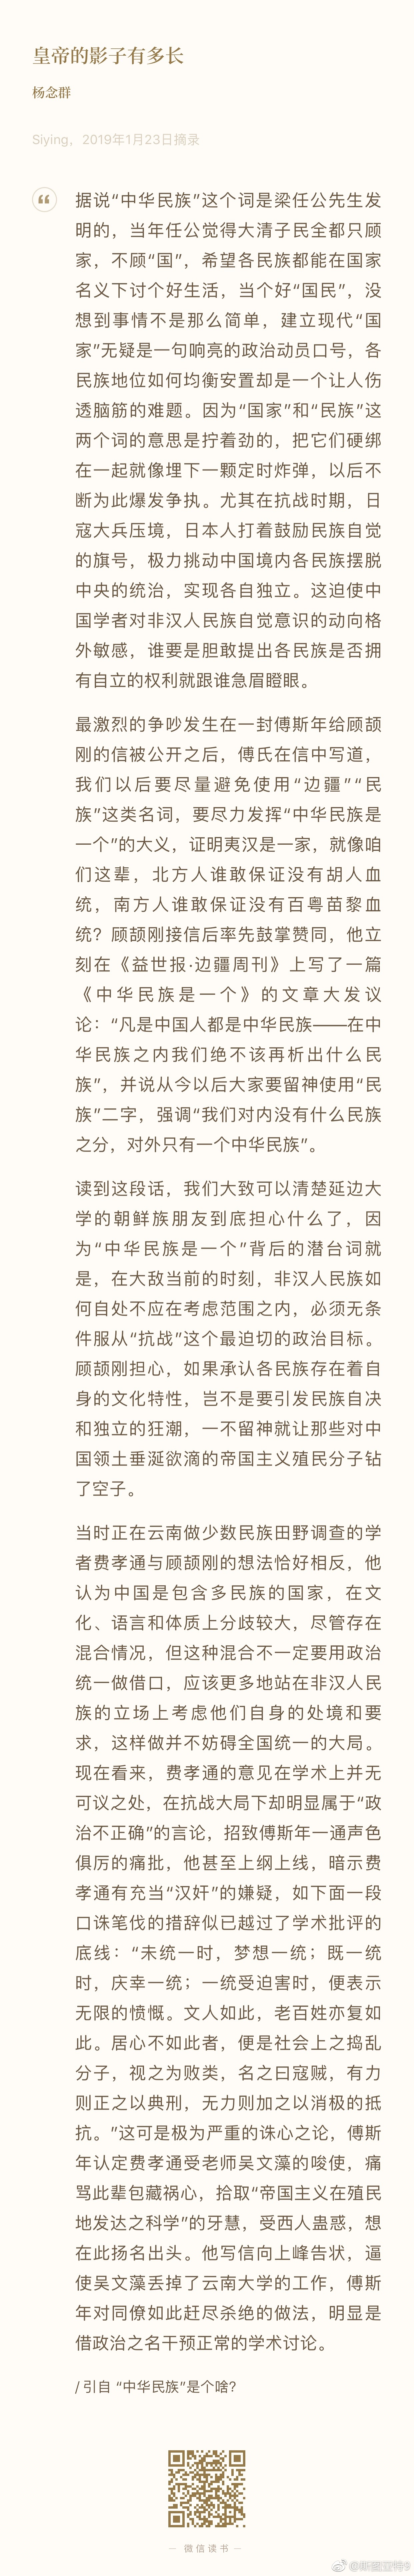 皇帝的影子有多长
杨念群
Siying，2019年1月23日摘录
据说“中华民族”这个词是梁任公先生发
明的，当年任公觉得大清子民全都只顾
家，不顾“国”，希望各民族都能在国家
名义下讨个好生活，当个好“国民”，没
想到事情不是那么简单，建立现代“国
家”无疑是一句响亮的政治动员口号，各
民族地位如何均衡安置却是一个让人伤
透脑筋的难题。因为“国家”和“民族”这
两个词的意思是拧着劲的，把它们硬绑
在一起就像埋下一颗定时炸弹，以后不
断为此爆发争执。尤其在抗战时期，日
寇大兵压境，日本人打着鼓励民族自觉
的旗号，极力挑动中国境内各民族摆脱
中央的统治，实现各自独立。这迫使中
国学者对非汉人民族自觉意识的动向格
外敏感，谁要是胆敢提出各民族是否拥
有自立的权利就跟谁急眉瞪眼。
最激烈的争吵发生在一封傅斯年给顾颉
刚的信被公开之后，傅氏在信中写道，
我们以后要尽量避免使用“边疆”“民
族”这类名词，要尽力发挥“中华民族是
一个”的大义，证明夷汉是一家，就像咱
们这辈，北方人谁敢保证没有胡人血
统，南方人谁敢保证没有百粤苗黎血
统？顾颉刚接信后率先鼓掌赞同，他立
刻在《益世报·边疆周刊》上写了一篇
《中华民族是一个》的文章大发议
论：“凡是中国人都是中华民族——在中
华民族之内我们绝不该再析出什么民
族”，并说从今以后大家要留神使用“民
族”二字，强调“我们对内没有什么民族
之分，对外只有一个中华民族”。
读到这段话，我们大致可以清楚延边大
学的朝鲜族朋友到底担心什么了，因
为“中华民族是一个”背后的潜台词就
是，在大敌当前的时刻，非汉人民族如
何自处不应在考虑范围之内，必须无条
件服从“抗战”这个最迫切的政治目标。
顾颉刚担心，如果承认各民族存在着自
身的文化特性，岂不是要引发民族自决
和独立的狂潮，一不留神就让那些对中
国领土垂涎欲滴的帝国主义殖民分子钻
了空子。
当时正在云南做少数民族田野调查的学
者费孝通与顾颉刚的想法恰好相反，他
认为中国是包含多民族的国家，在文
化、语言和体质上分歧较大，尽管存在
混合情况，但这种混合不一定要用政治
统一做借口，应该更多地站在非汉人民
族的立场上考虑他们自身的处境和要
求，这样做并不妨碍全国统一的大局。
现在看来，费孝通的意见在学术上并无
可议之处，在抗战大局下却明显属于“政
治不正确”的言论，招致傅斯年一通声色
俱厉的痛批，他甚至上纲上线，暗示费
孝通有充当“汉奸”的嫌疑，如下面一段
口诛笔伐的措辞似已越过了学术批评的
底线：“未统一时，梦想一统；既一统
时，庆幸一统；一统受迫害时，便表示
无限的愤慨。文人如此，老百姓亦复如
此。居心不如此者，便是社会上之捣乱
分子，视之为败类，名之曰寇贼，有力
则正之以典刑，无力则加之以消极的抵
抗。”这可是极为严重的诛心之论，傅斯
年认定费孝通受老师吴文藻的唆使，痛
骂此辈包藏祸心，拾取“帝国主义在殖民
地发达之科学”的牙慧，受西人蛊惑，想
在此扬名出头。他写信向上峰告状，逼
使吴文藻丢掉了云南大学的工作，傅斯
年对同僚如此赶尽杀绝的做法，明显是
借政治之名干预正常的学术讨论。
/ 引自 “中华民族”是个啥？
— 微信读书 —